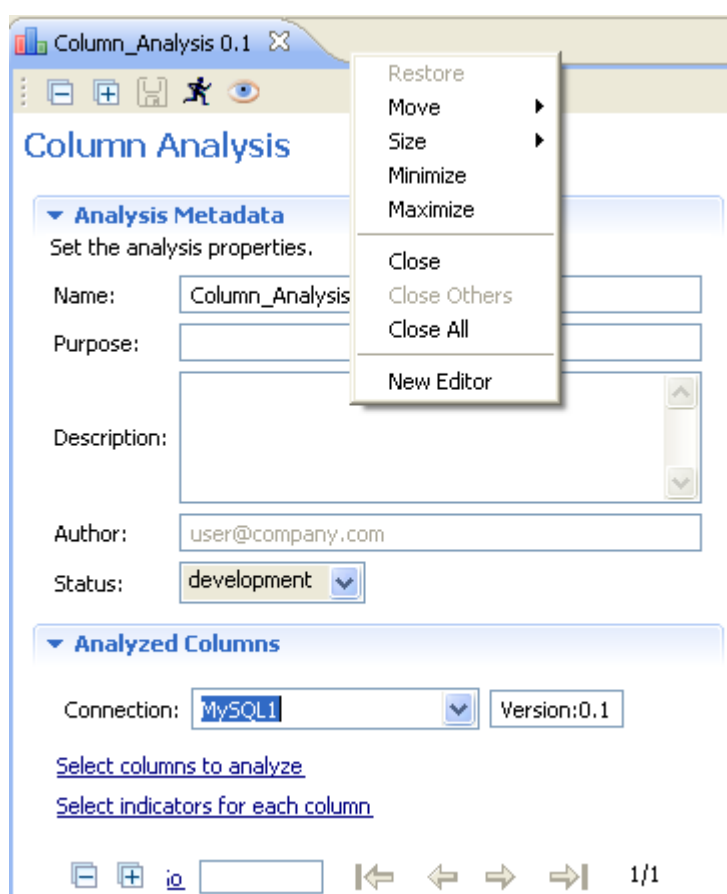 Column_Analysis 0.1
Restore
Move
Size
Minimize
Maximize
Close
Close Others
Close All
New Editor
Column Analysis
Analysis Metadata
Set the analysis properties.
Name: Column_Analysis
Purpose:
Description:
Author: user@company.com
Status: development
Analyzed Columns
Connection: MySQL1 Version:0.1
Select columns to analyze
Select indicators for each column
io 1/1